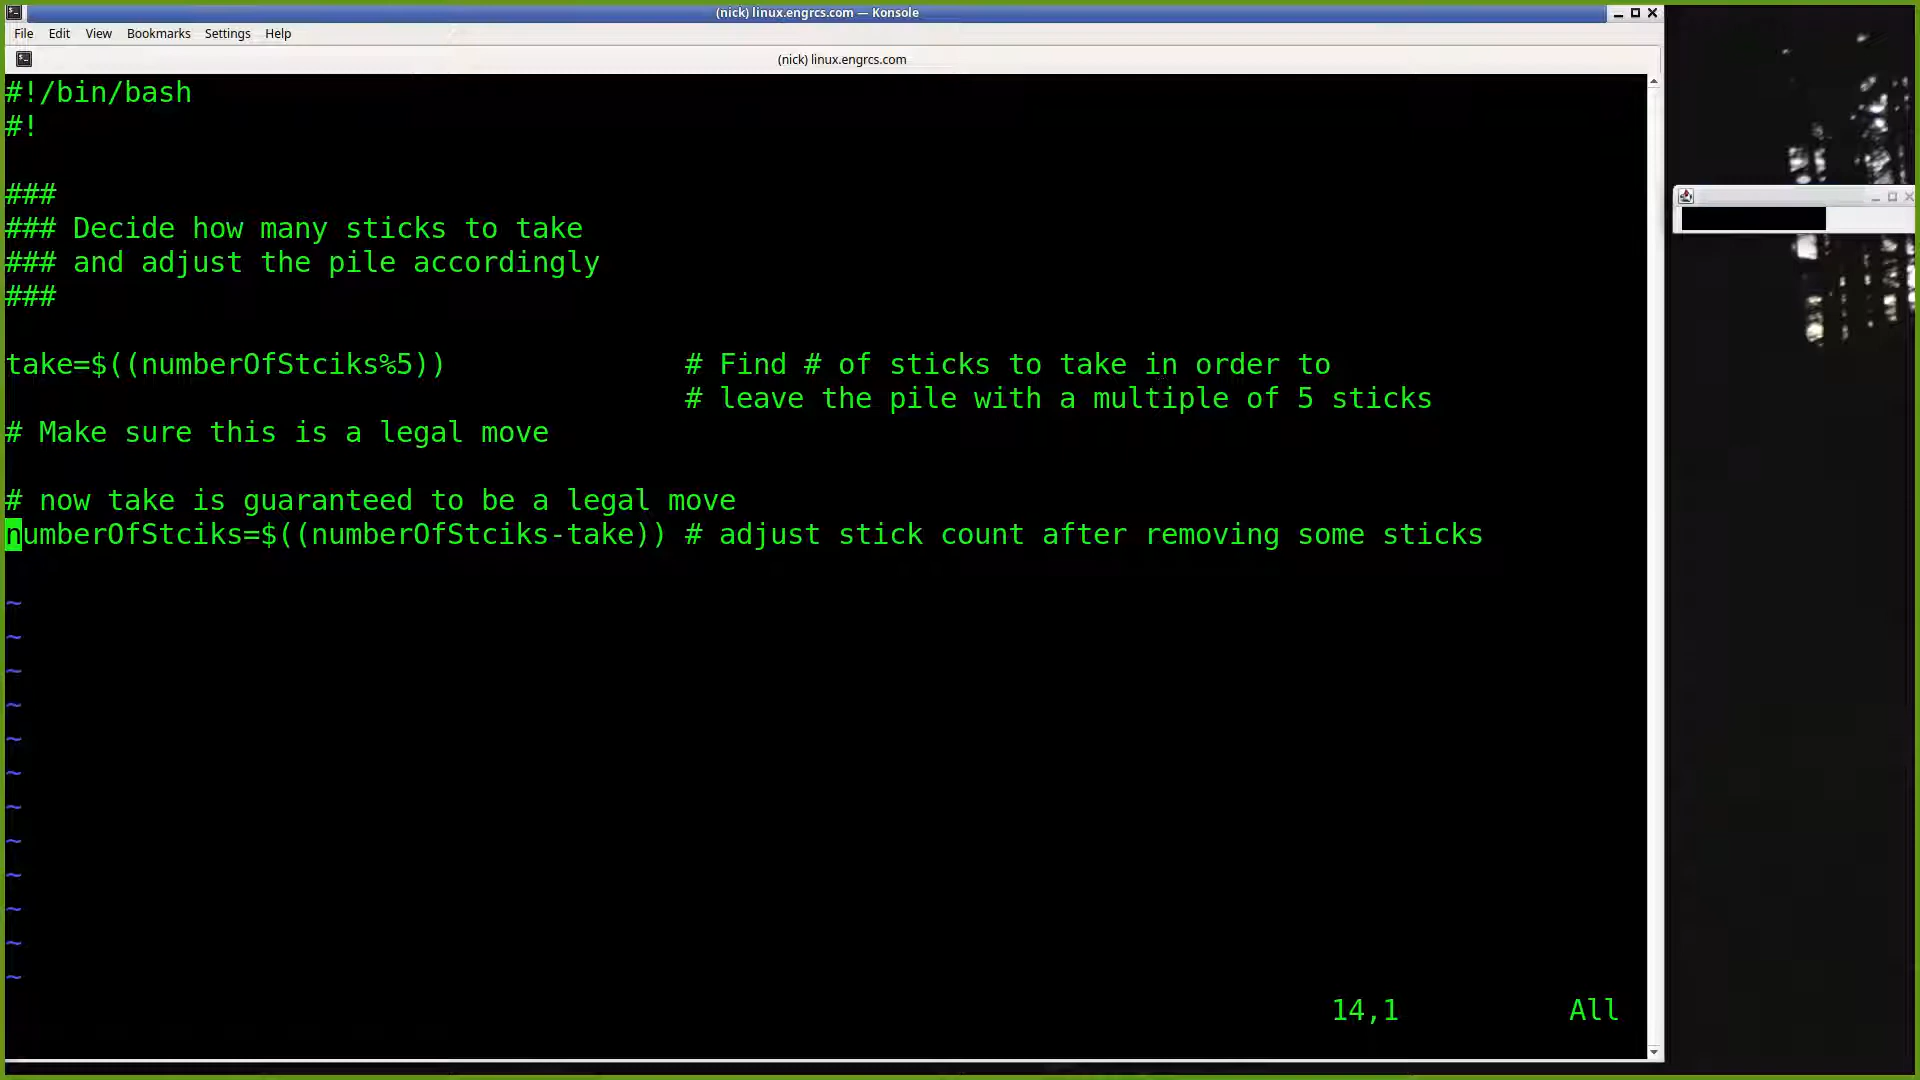 (nick) linux.engrcs.com — Konsole
File Edit View Bookmarks Settings Help
(nick) linux.engrcs.com
#!/bin/bash
#!
###
### Decide how many sticks to take
### and adjust the pile accordingly
###
take=$((numberOfStciks%5)) # Find # of sticks to take in order to
# leave the pile with a multiple of 5 sticks
# Make sure this is a legal move
# now take is guaranteed to be a legal move
numberOfStciks=$((numberOfStciks-take)) # adjust stick count after removing some sticks
~
~
~
~
~
~
~
~
~
~
~
~
14,1 All